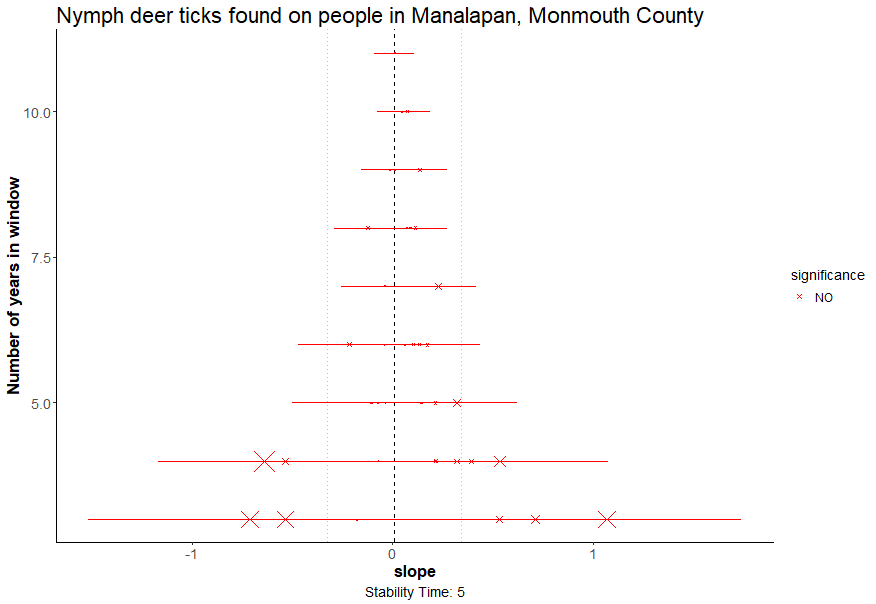 Nymph deer ticks found on people in Manalapan, Monmouth County
Number of years in window
10.0
7.5
5.0
-1
0
1
slope
Stability Time: 5
significance
NO